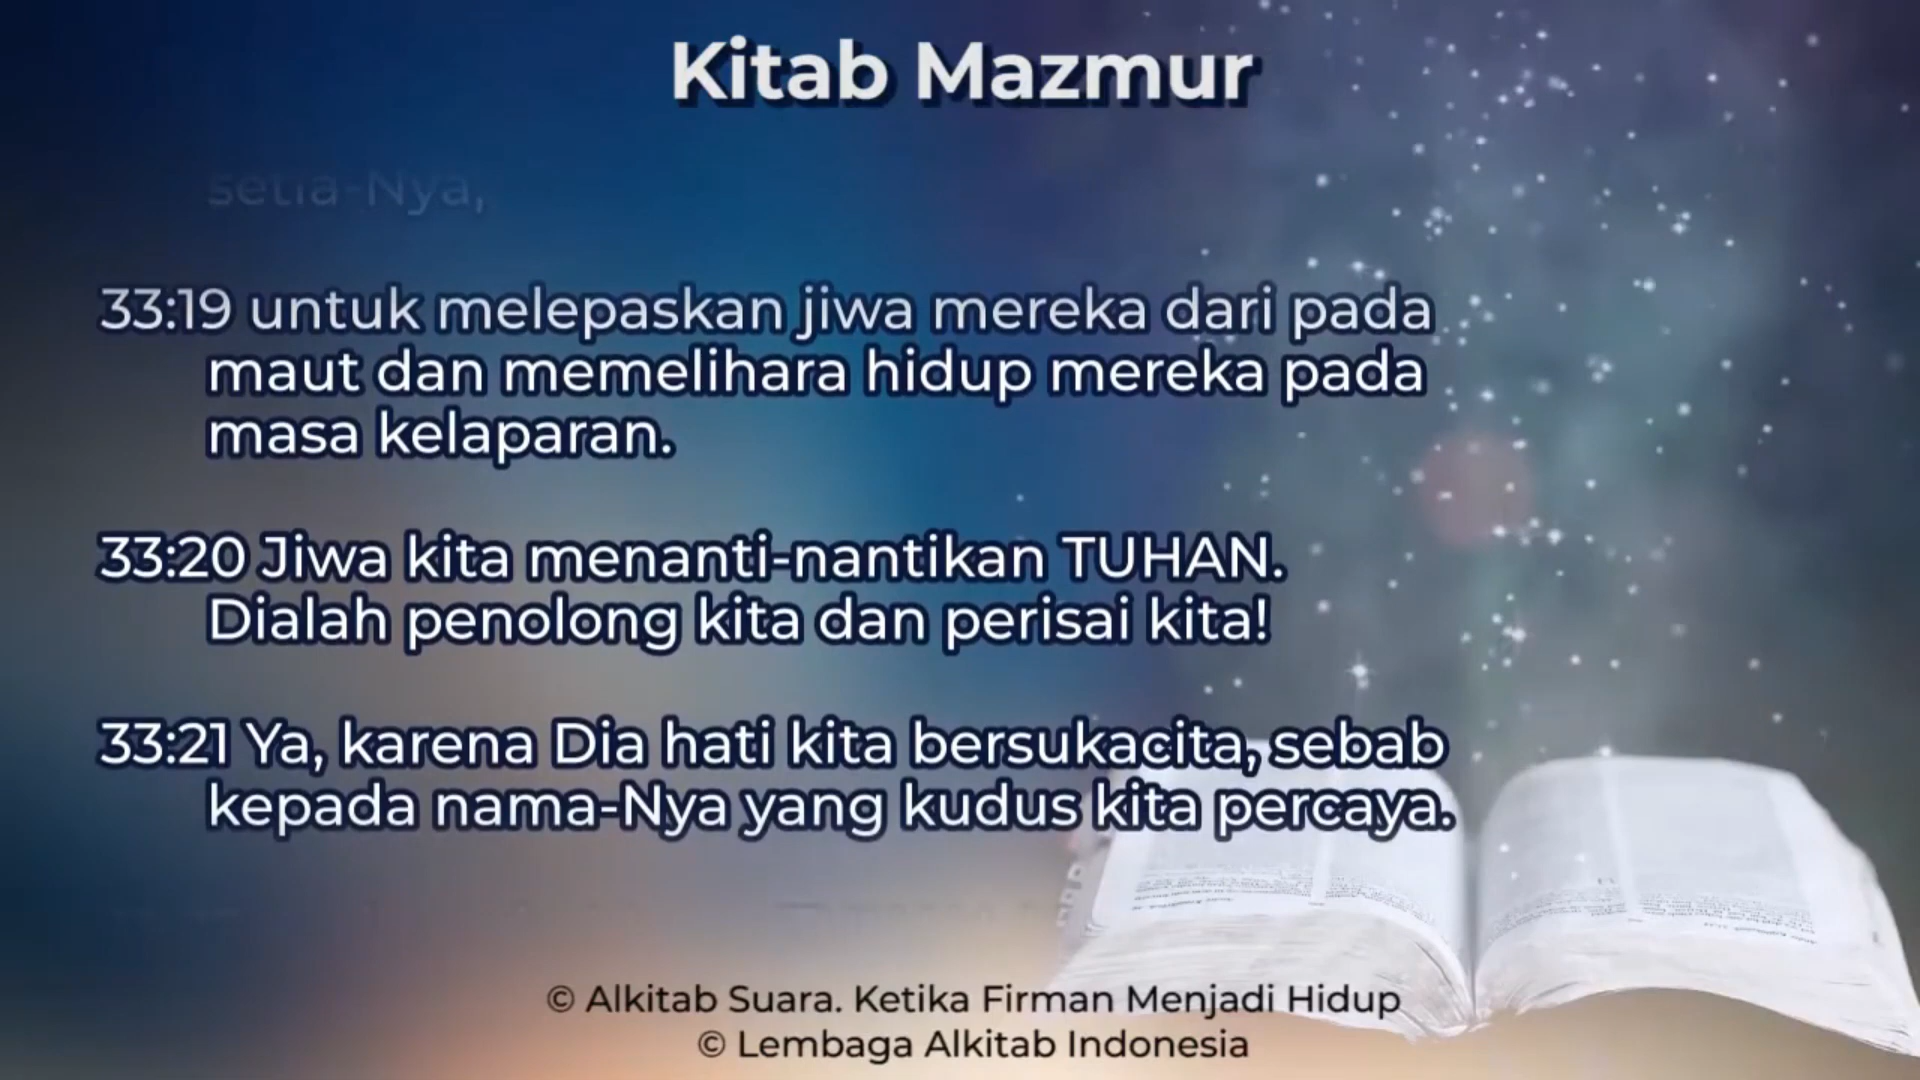 Kitab Mazmur
setia-Nya,
33:19 untuk melepaskan jiwa mereka dari pada
maut dan memelihara hidup mereka pada
masa kelaparan.
33:20 Jiwa kita menanti-nantikan TUHAN.
Dialah penolong kita dan perisai kita!
33:21 Ya, karena Dia hati kita bersukacita, sebab
kepada nama-Nya yang kudus kita percaya.
© Alkitab Suara. Ketika Firman Menjadi Hidup
© Lembaga Alkitab Indonesia